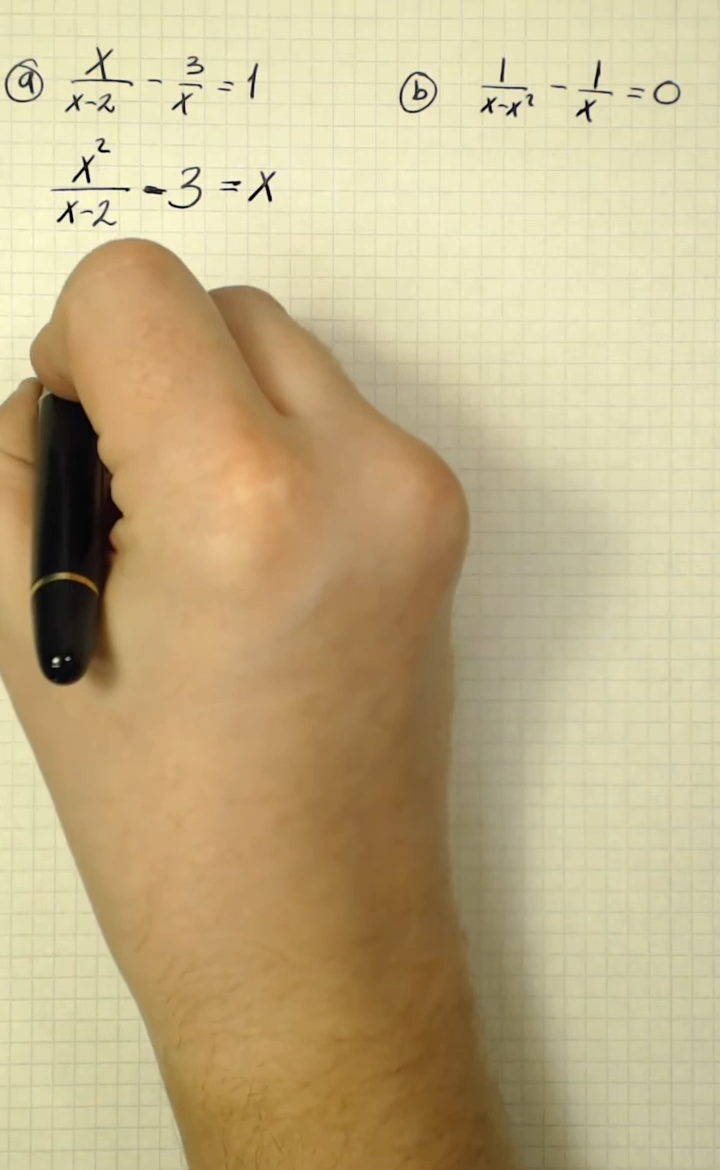 ⓐ x/(x-2) - 3/x = 1
x²/(x-2) - 3 = x
ⓑ 1/(x-x²) - 1/x = 0